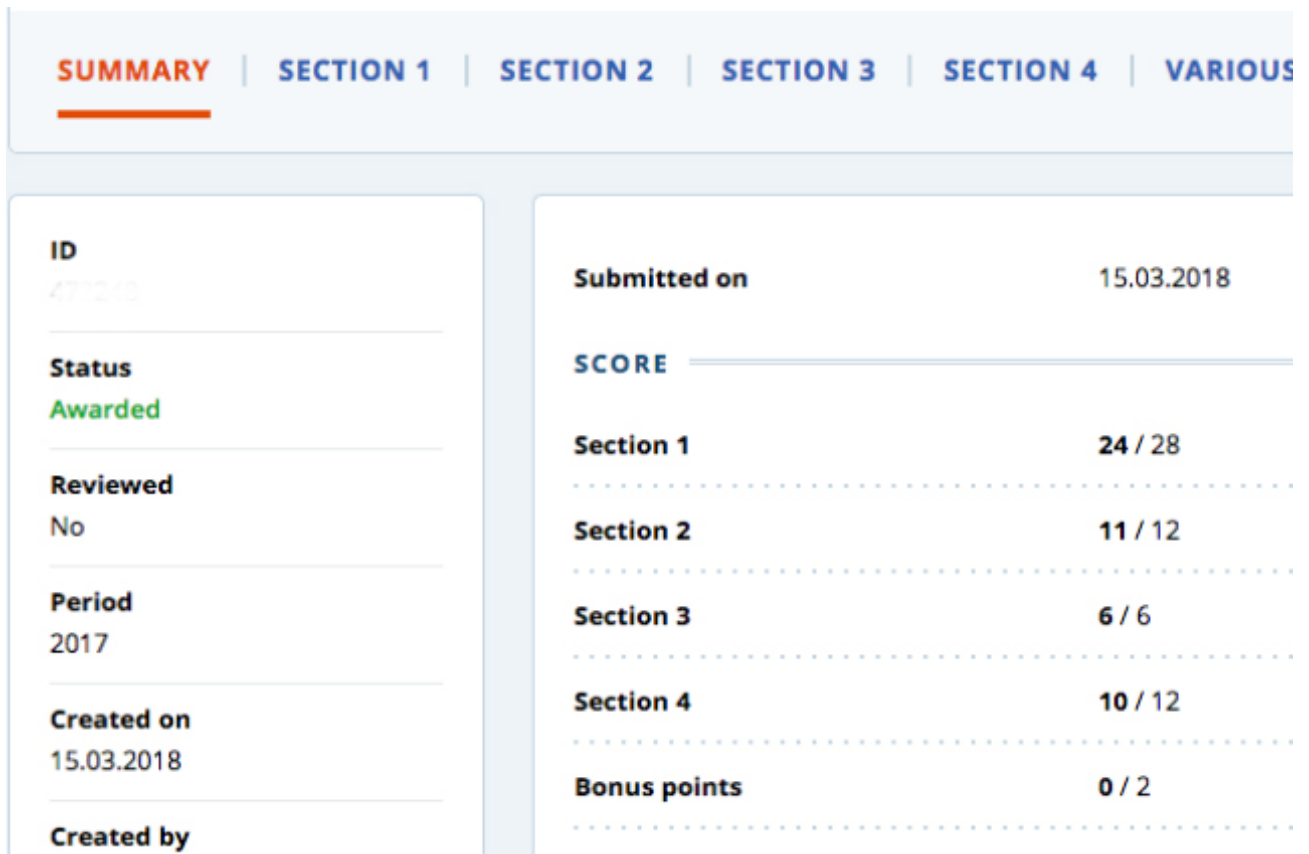 SUMMARY | SECTION 1 | SECTION 2 | SECTION 3 | SECTION 4 | VARIOUS
ID
Status
Awarded
Reviewed
No
Period
2017
Created on
15.03.2018
Created by
Submitted on 15.03.2018
SCORE
Section 1 24 / 28
Section 2 11 / 12
Section 3 6 / 6
Section 4 10 / 12
Bonus points 0 / 2